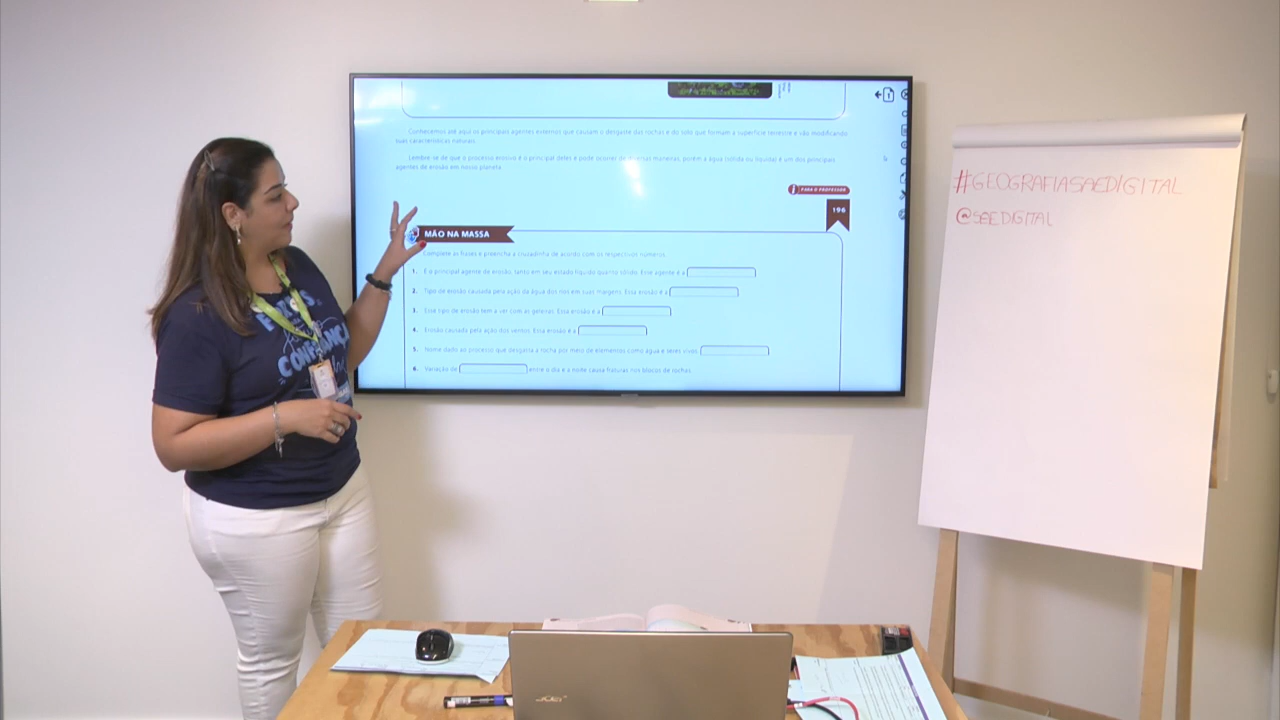 Conhecemos até aqui os principais agentes externos que causam o desgaste das rochas e do solo que formam a superfície terrestre e vão modificando
suas características naturais.
Lembre-se de que o processo erosivo é o principal deles e pode ocorrer de diversas maneiras, porém a água (sólida ou líquida) é um dos principais
agentes de erosão em nosso planeta.
PARA O PROFESSOR
196
MÃO NA MASSA
Complete as frases e preencha a cruzadinha de acordo com os respectivos números.
1. É o principal agente de erosão, tanto em seu estado líquido quanto sólido. Esse agente é a
2. Tipo de erosão causada pela ação da água dos rios em suas margens. Essa erosão é a
3. Esse tipo de erosão tem a ver com as geleiras. Essa erosão é a
4. Erosão causada pela ação dos ventos. Essa erosão é a
5. Nome dado ao processo que desgasta a rocha por meio de elementos como água e seres vivos
6. Variação de entre o dia e a noite causa fraturas nos blocos de rochas.
#GEOGRAFIASAEDIGITAL
@SAEDIGITAL
acer